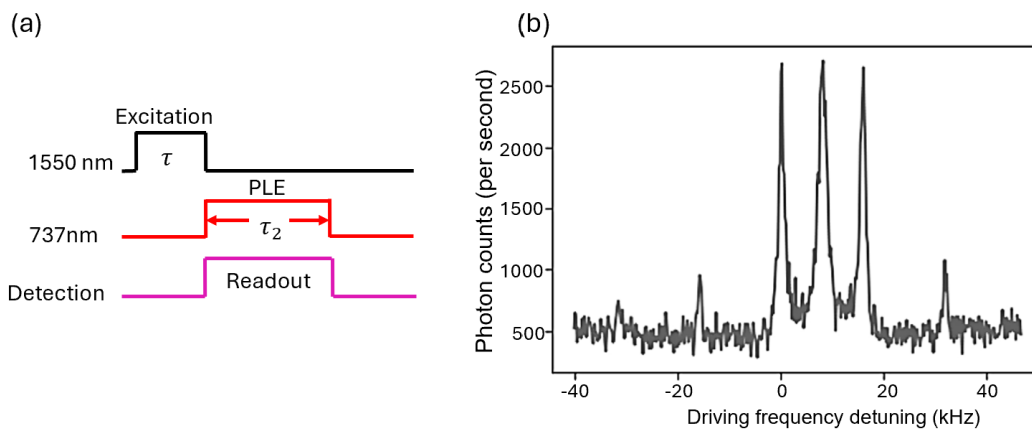 (a)
Excitation
1550 nm
τ
PLE
737nm
τ₂
Detection
Readout
(b)
Photon counts (per second)
2500
2000
1500
1000
500
-40
-20
0
20
40
Driving frequency detuning (kHz)